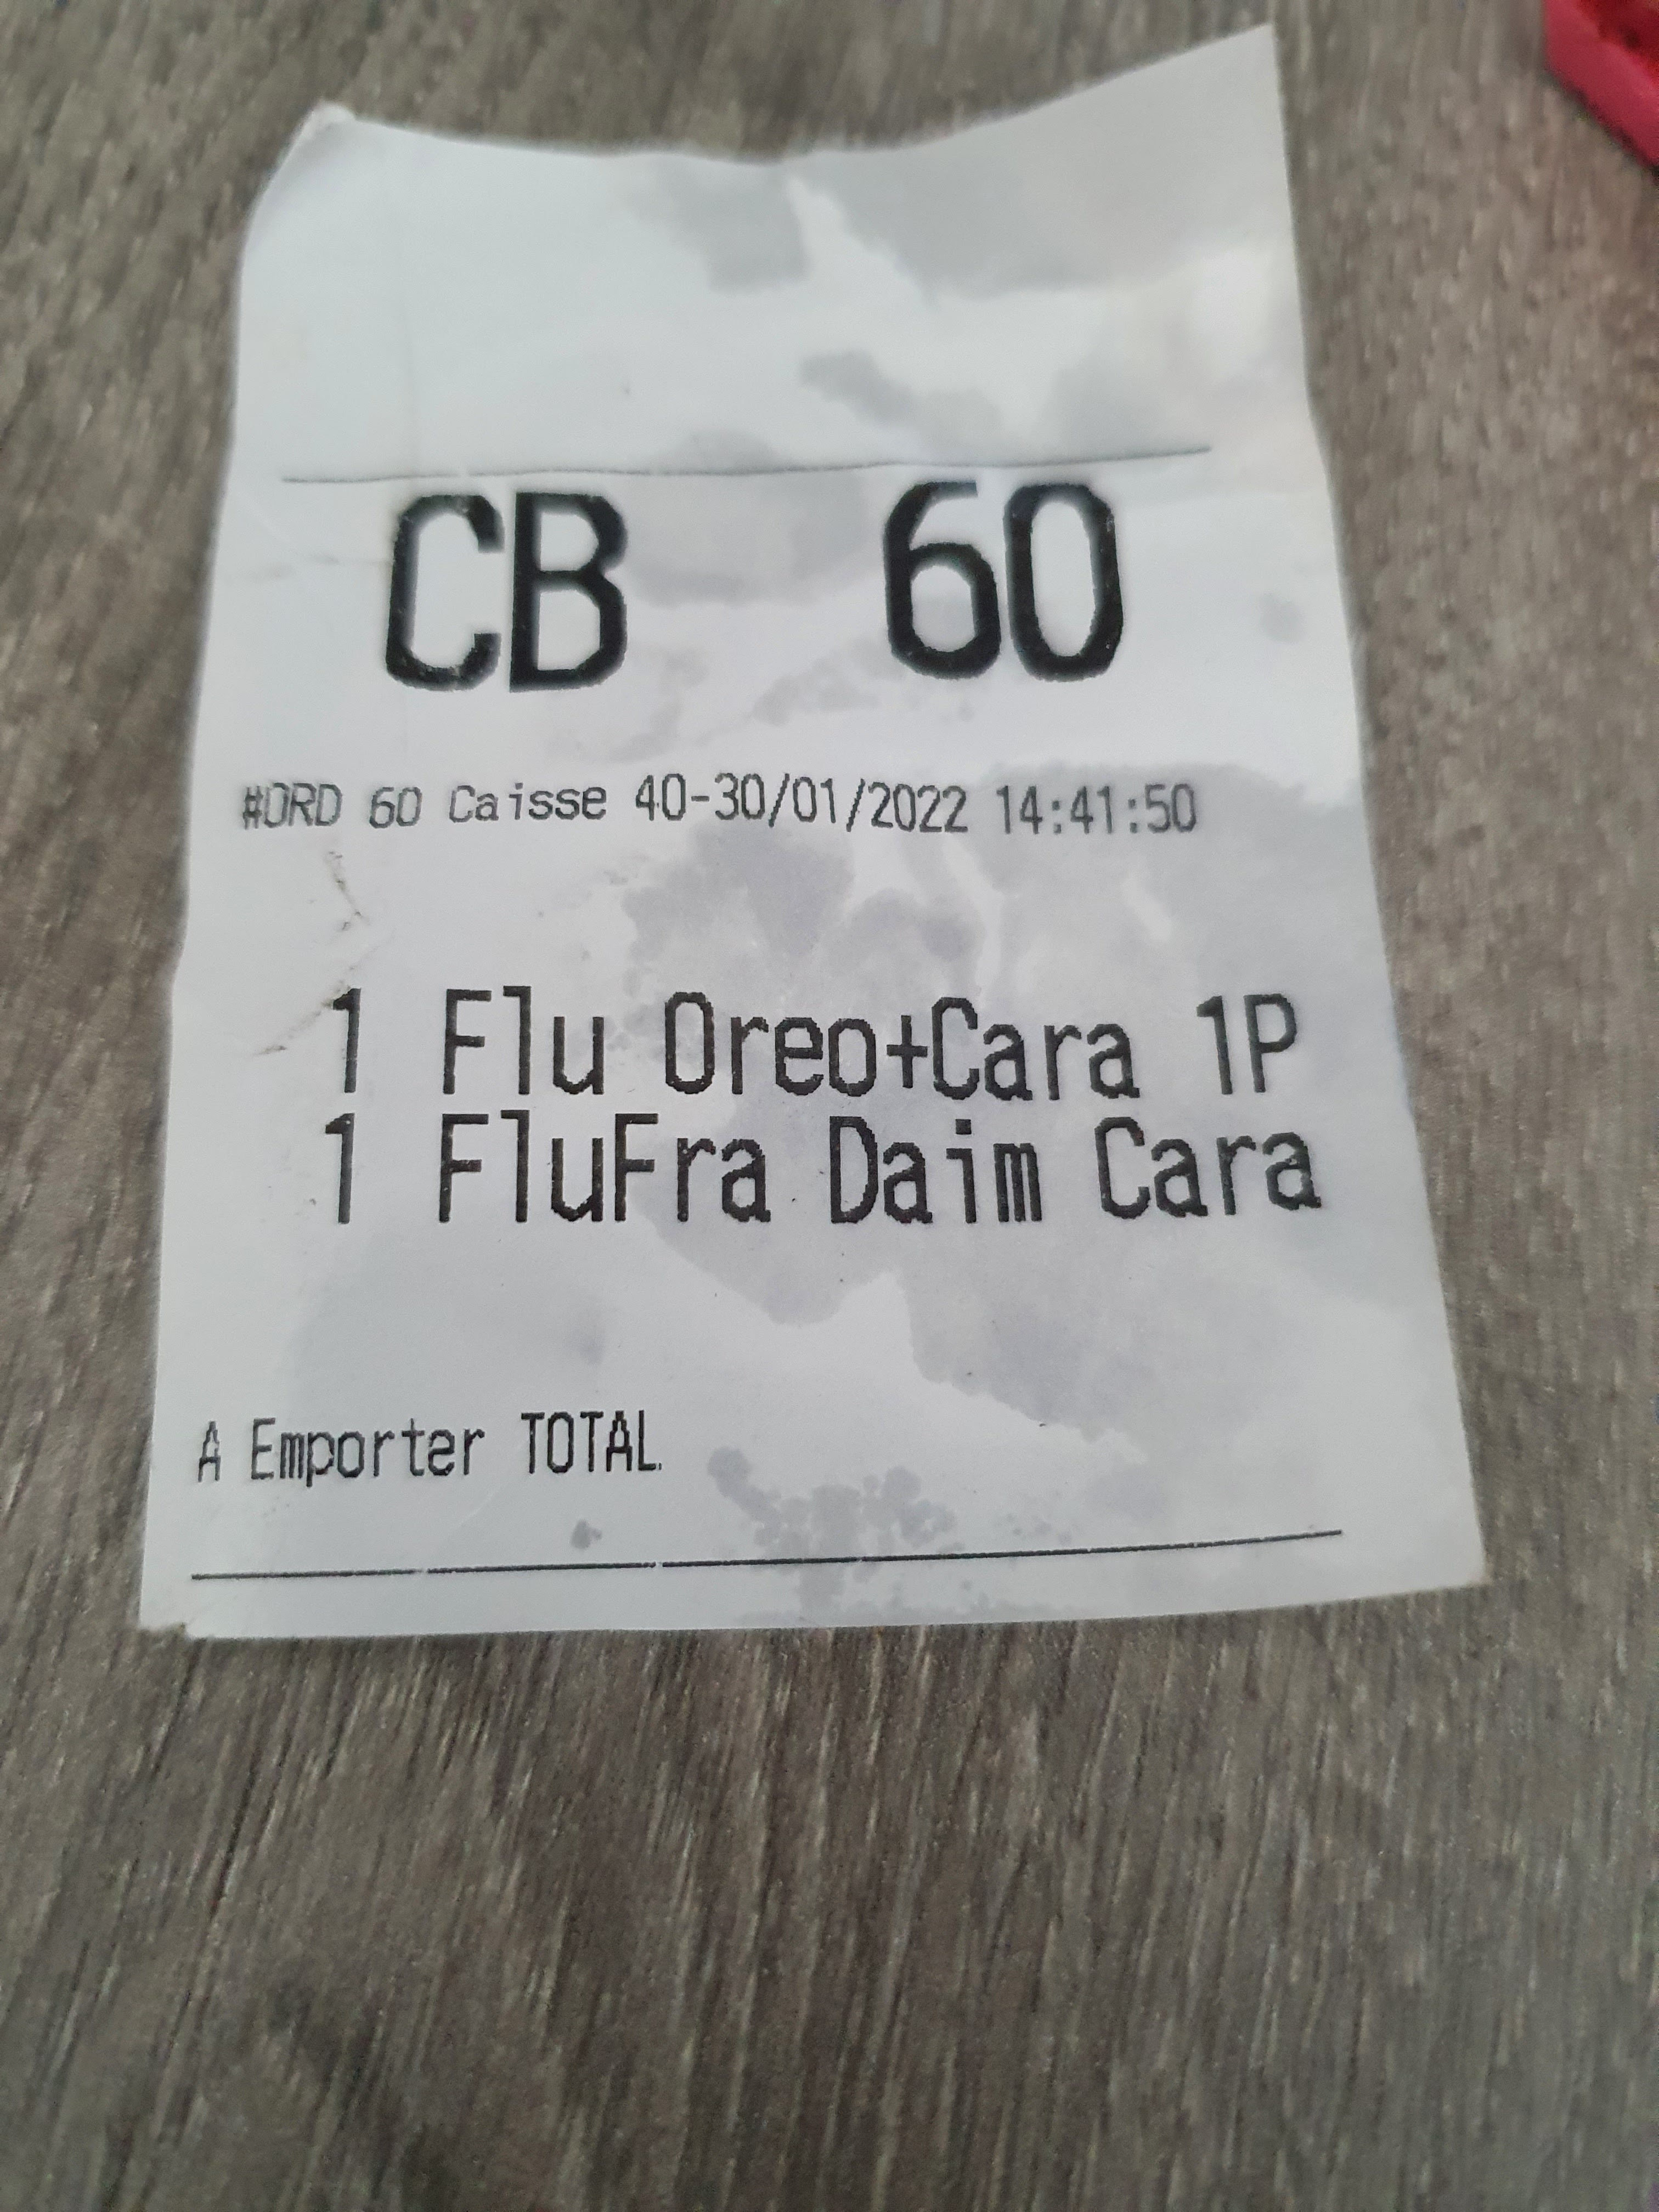 CB 60
#ORD 60 Caisse 40-30/01/2022 14:41:50
1 Flu Oreo+Cara 1P
1 FluFra Daim Cara
A Emporter TOTAL